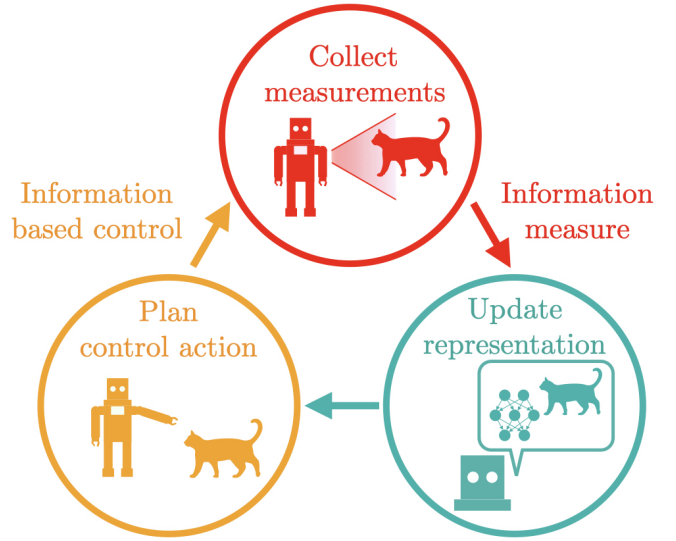 Collect
measurements
Information
based control
Information
measure
Plan
control action
Update
representation